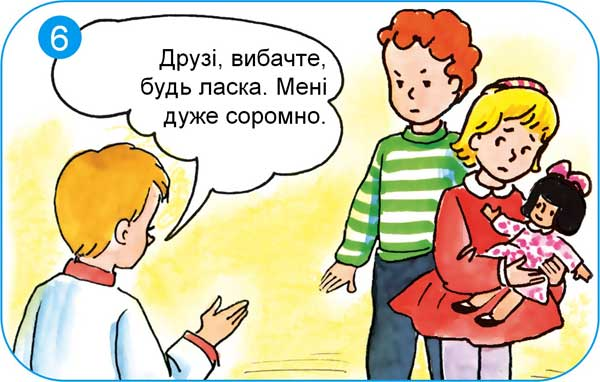 6
Друзі, вибачте,
будь ласка. Мені
дуже соромно.